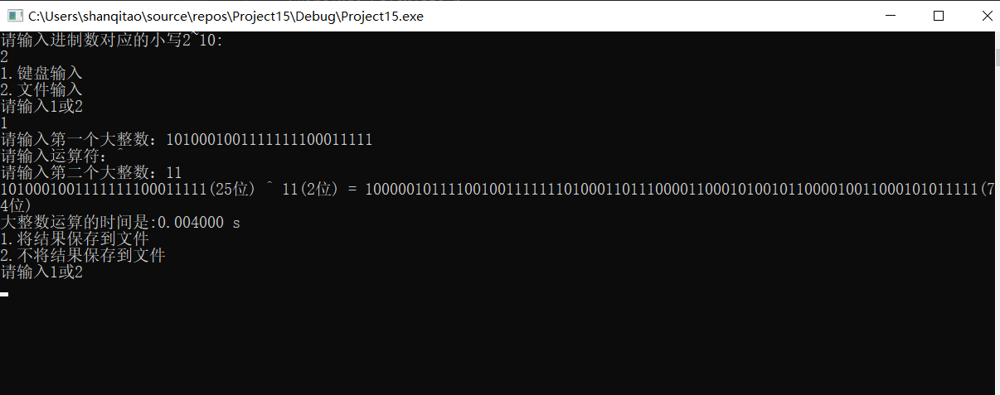 C:\Users\shanqitao\source\repos\Project15\Debug\Project15.exe
请输入进制数对应的小写2~10:
2
1.键盘输入
2.文件输入
请输入1或2
1
请输入第一个大整数：1010001001111111100011111
请输入运算符：^
请输入第二个大整数：11
1010001001111111100011111(25位) ^ 11(2位) = 10000010111100100111111101000110111000011000101001011000010011000101011111(7
4位)
大整数运算的时间是:0.004000 s
1.将结果保存到文件
2.不将结果保存到文件
请输入1或2